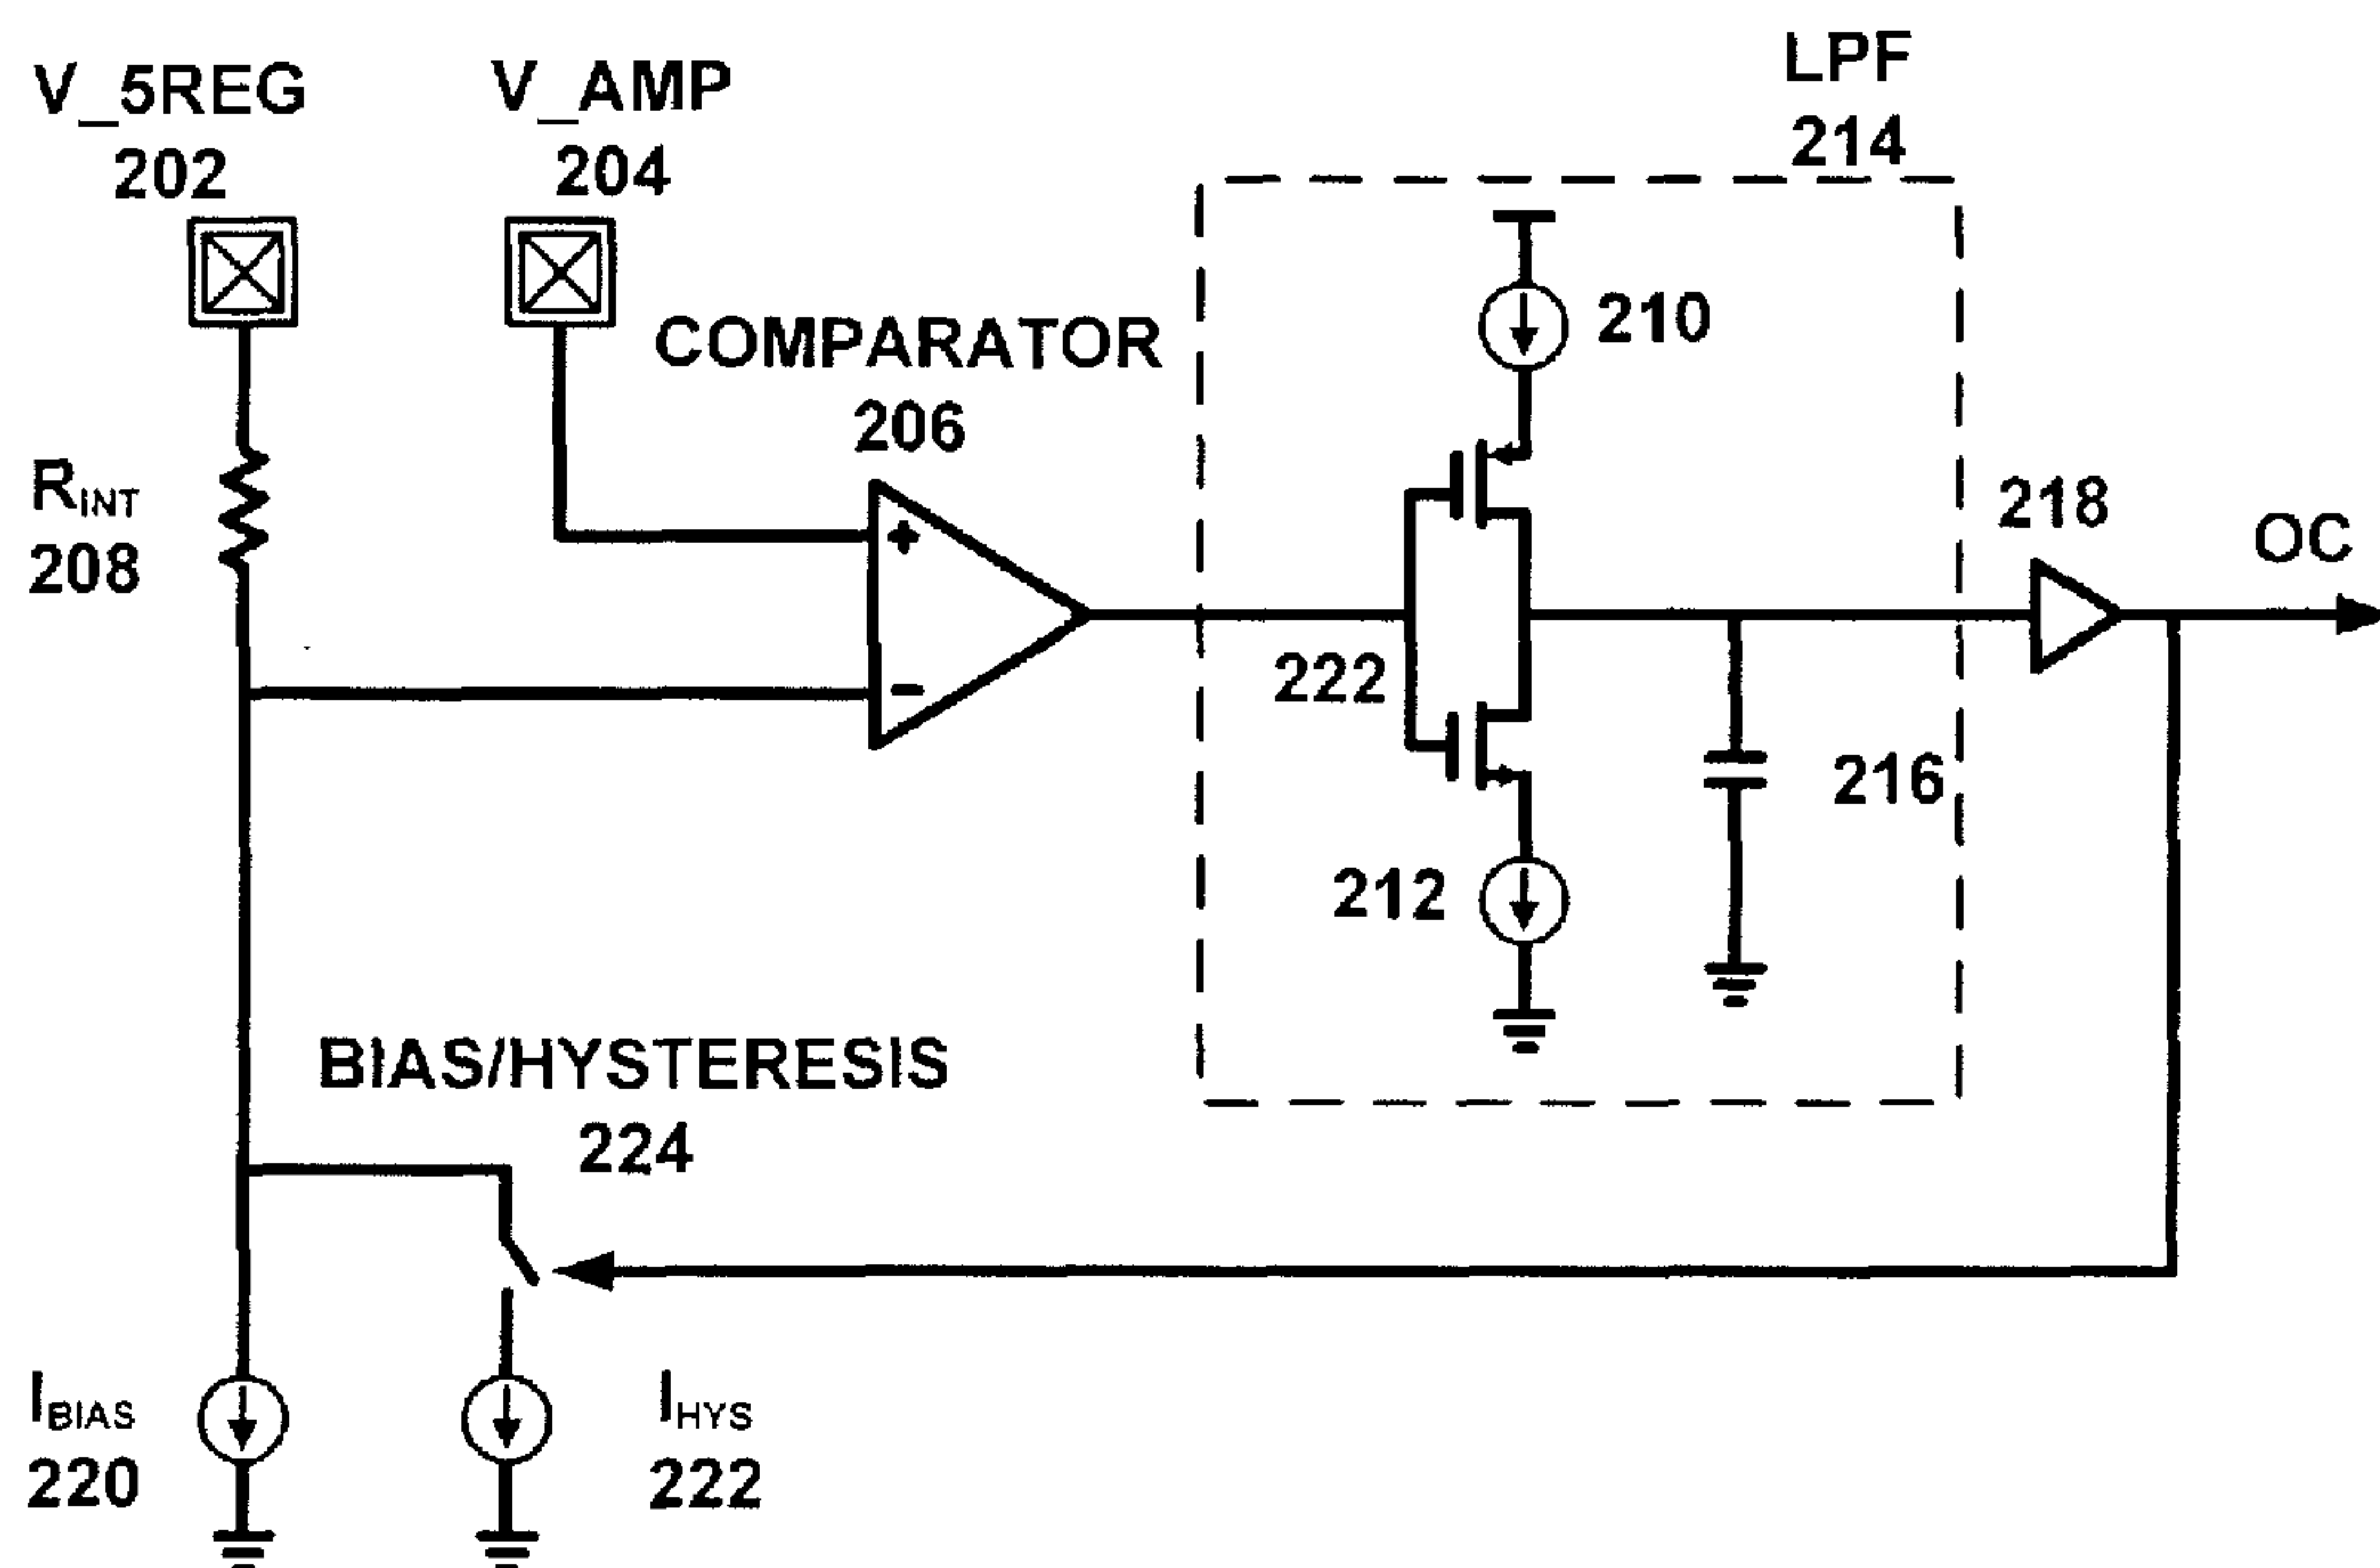 V_5REG
202
V_AMP
204
LPF
214
COMPARATOR
206
210
RINT
208
+
-
218
OC
222
216
212
BIAS/HYSTERESIS
224
IBIAS
220
IHYS
222